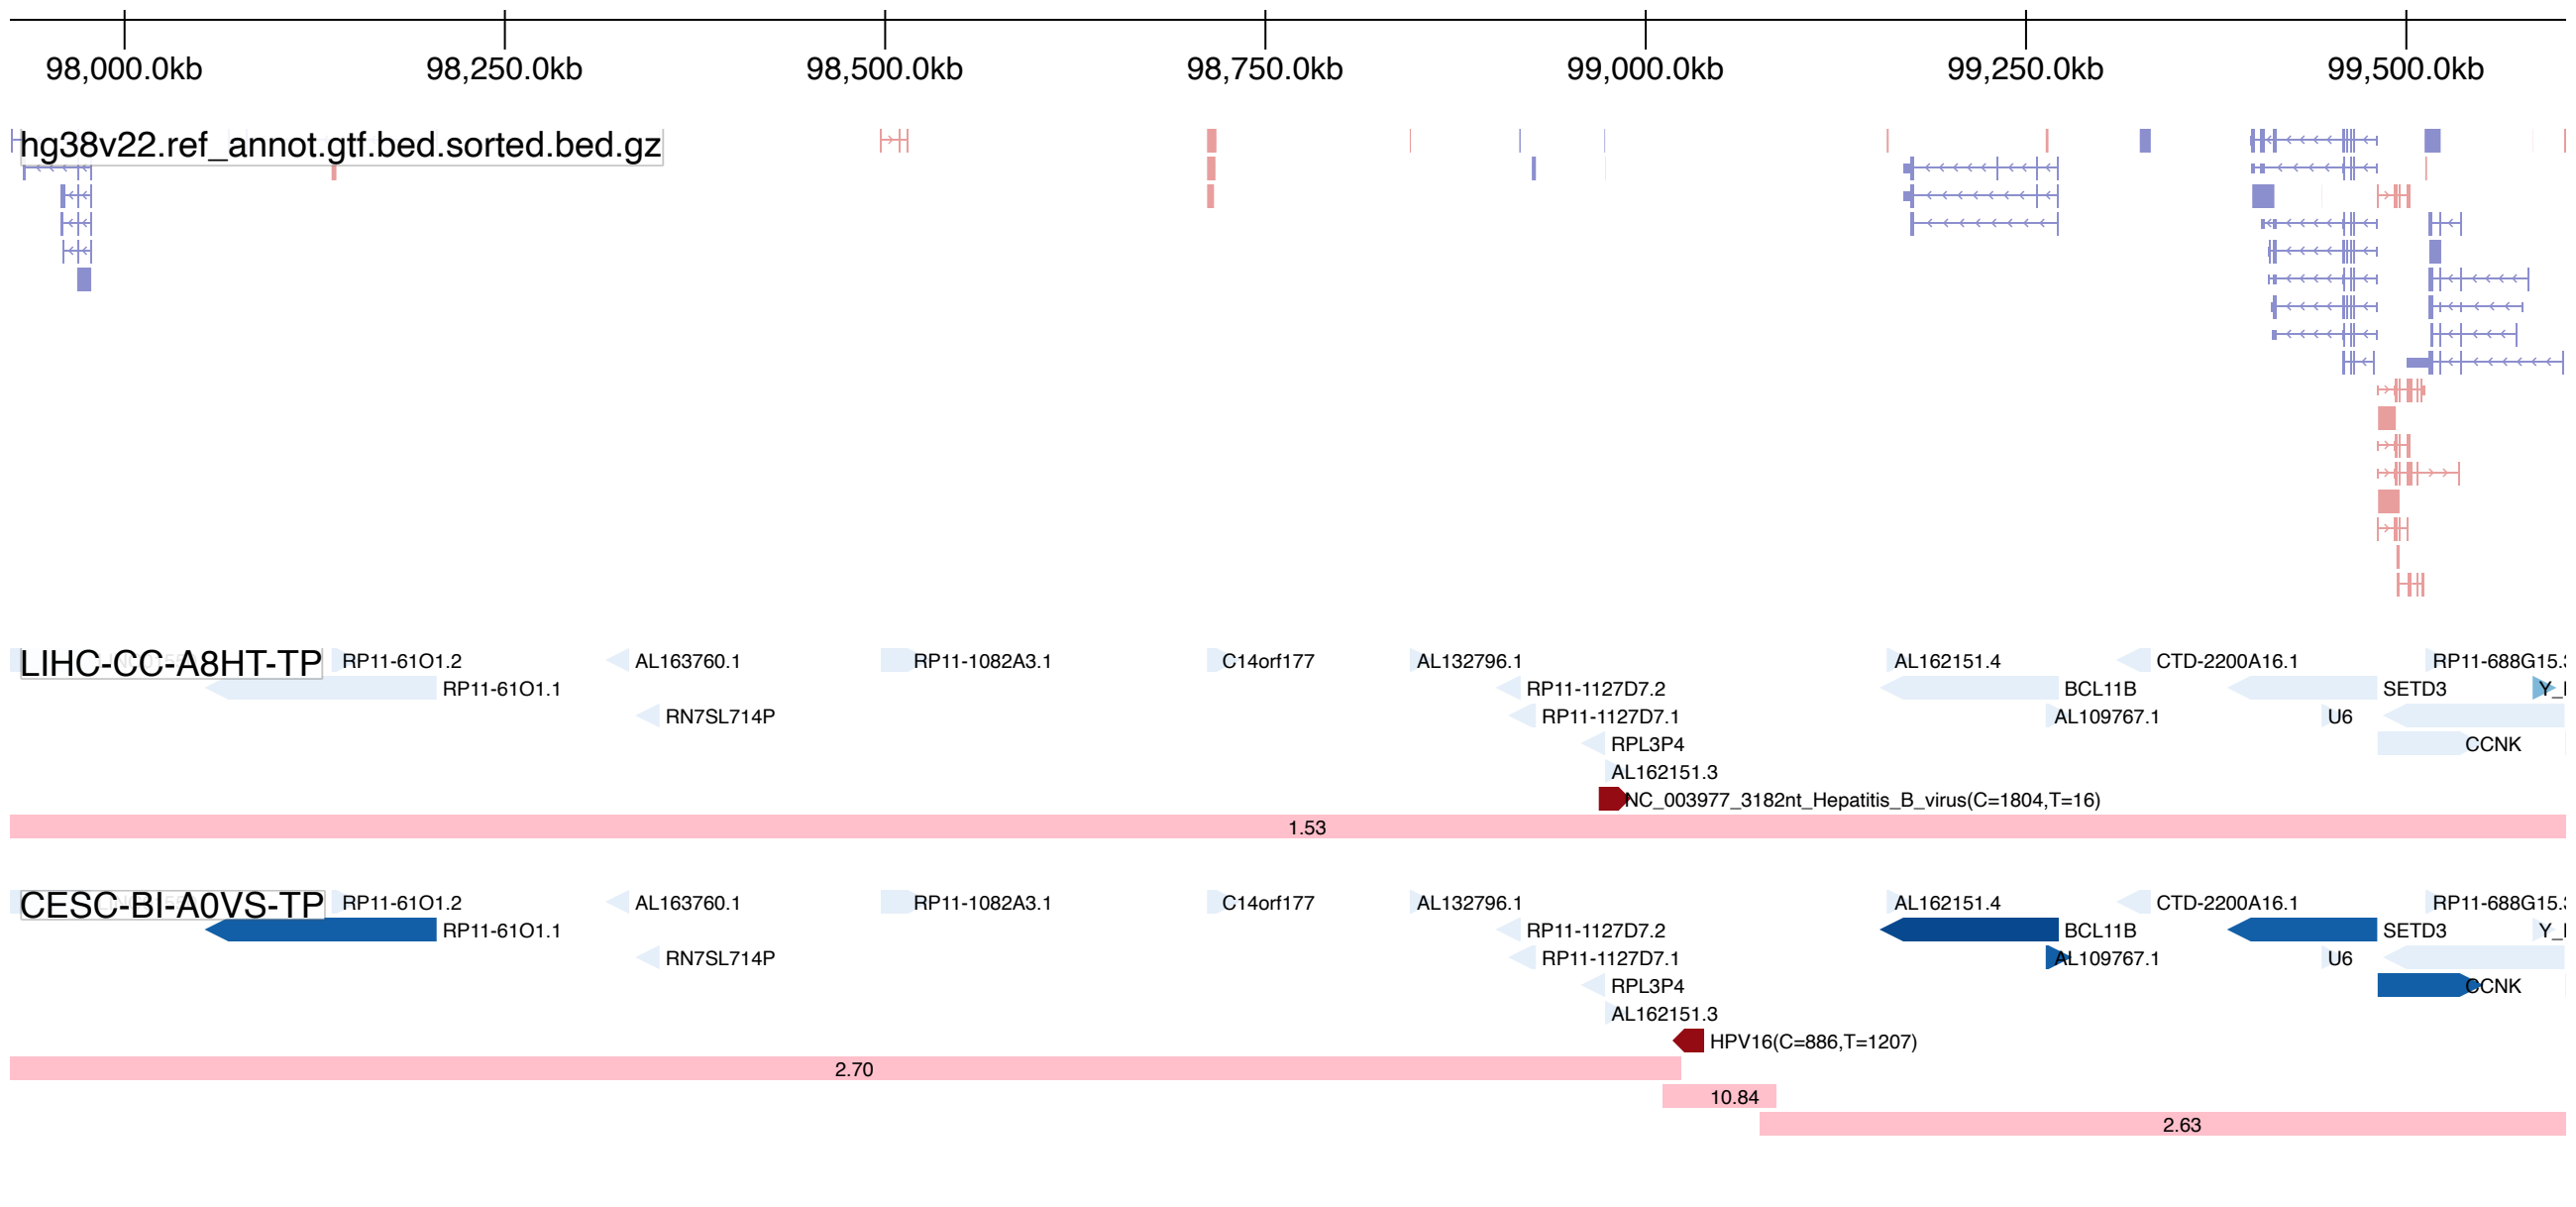 98,000.0kb 98,250.0kb 98,500.0kb 98,750.0kb 99,000.0kb 99,250.0kb 99,500.0kb
hg38v22.ref_annot.gtf.bed.sorted.bed.gz
LIHC-CC-A8HT-TP RP11-61O1.2 AL163760.1 RP11-1082A3.1 C14orf177 AL132796.1 AL162151.4 CTD-2200A16.1 RP11-688G15.
RP11-61O1.1 RP11-1127D7.2 BCL11B SETD3 Y_
RN7SL714P RP11-1127D7.1 AL109767.1 U6
RPL3P4 CCNK
AL162151.3
NC_003977_3182nt_Hepatitis_B_virus(C=1804,T=16)
1.53
CESC-BI-A0VS-TP RP11-61O1.2 AL163760.1 RP11-1082A3.1 C14orf177 AL132796.1 AL162151.4 CTD-2200A16.1 RP11-688G15.
RP11-61O1.1 RP11-1127D7.2 BCL11B SETD3 Y_
RN7SL714P RP11-1127D7.1 AL109767.1 U6
RPL3P4 CCNK
AL162151.3
HPV16(C=886,T=1207)
2.70
10.84
2.63